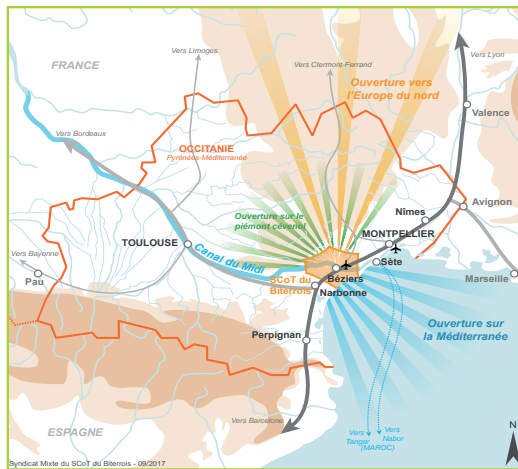 Vers Lyon
Vers Limoges
Vers Clermont-Ferrand
FRANCE
Ouverture vers
l'Europe du nord
Valence
Vers Bordeaux
OCCITANIE
Pyrénées-Méditerranée
Avignon
Ouverture sur le
piémont cévenol
Nîmes
MONTPELLIER
TOULOUSE
Canal du Midi
Vers Bayonne
Sète
Pau
Béziers
SCoT du
Biterrois
Narbonne
Marseille
Ouverture sur
la Méditerranée
Perpignan
Vers Barcelone
Vers
Tanger
(MAROC)
Vers
Nabor
ESPAGNE
N
Syndicat Mixte du SCoT du Biterrois - 09/2017